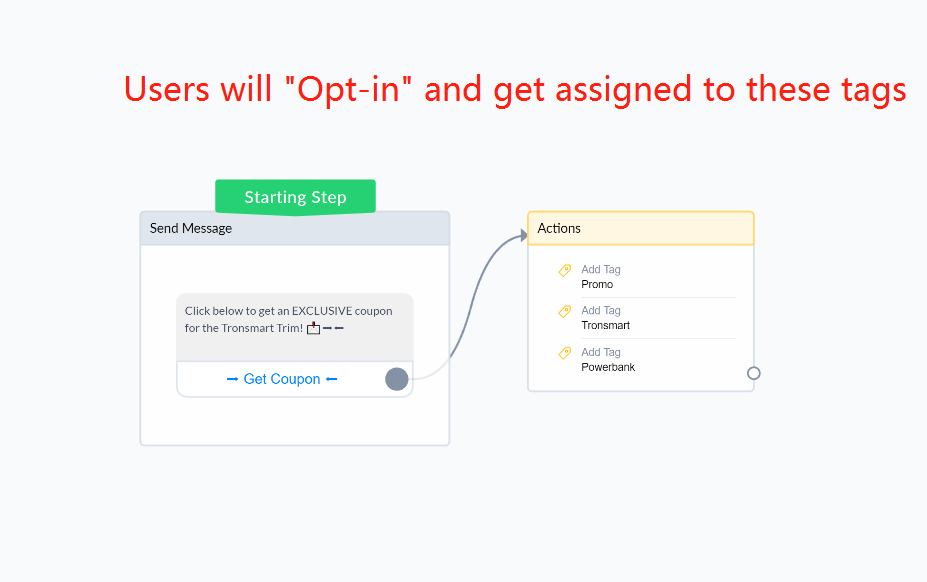 Users will "Opt-in" and get assigned to these tags
Starting Step
Send Message
Click below to get an EXCLUSIVE coupon
for the Tronsmart Trim!
Get Coupon
Actions
Add Tag
Promo
Add Tag
Tronsmart
Add Tag
Powerbank